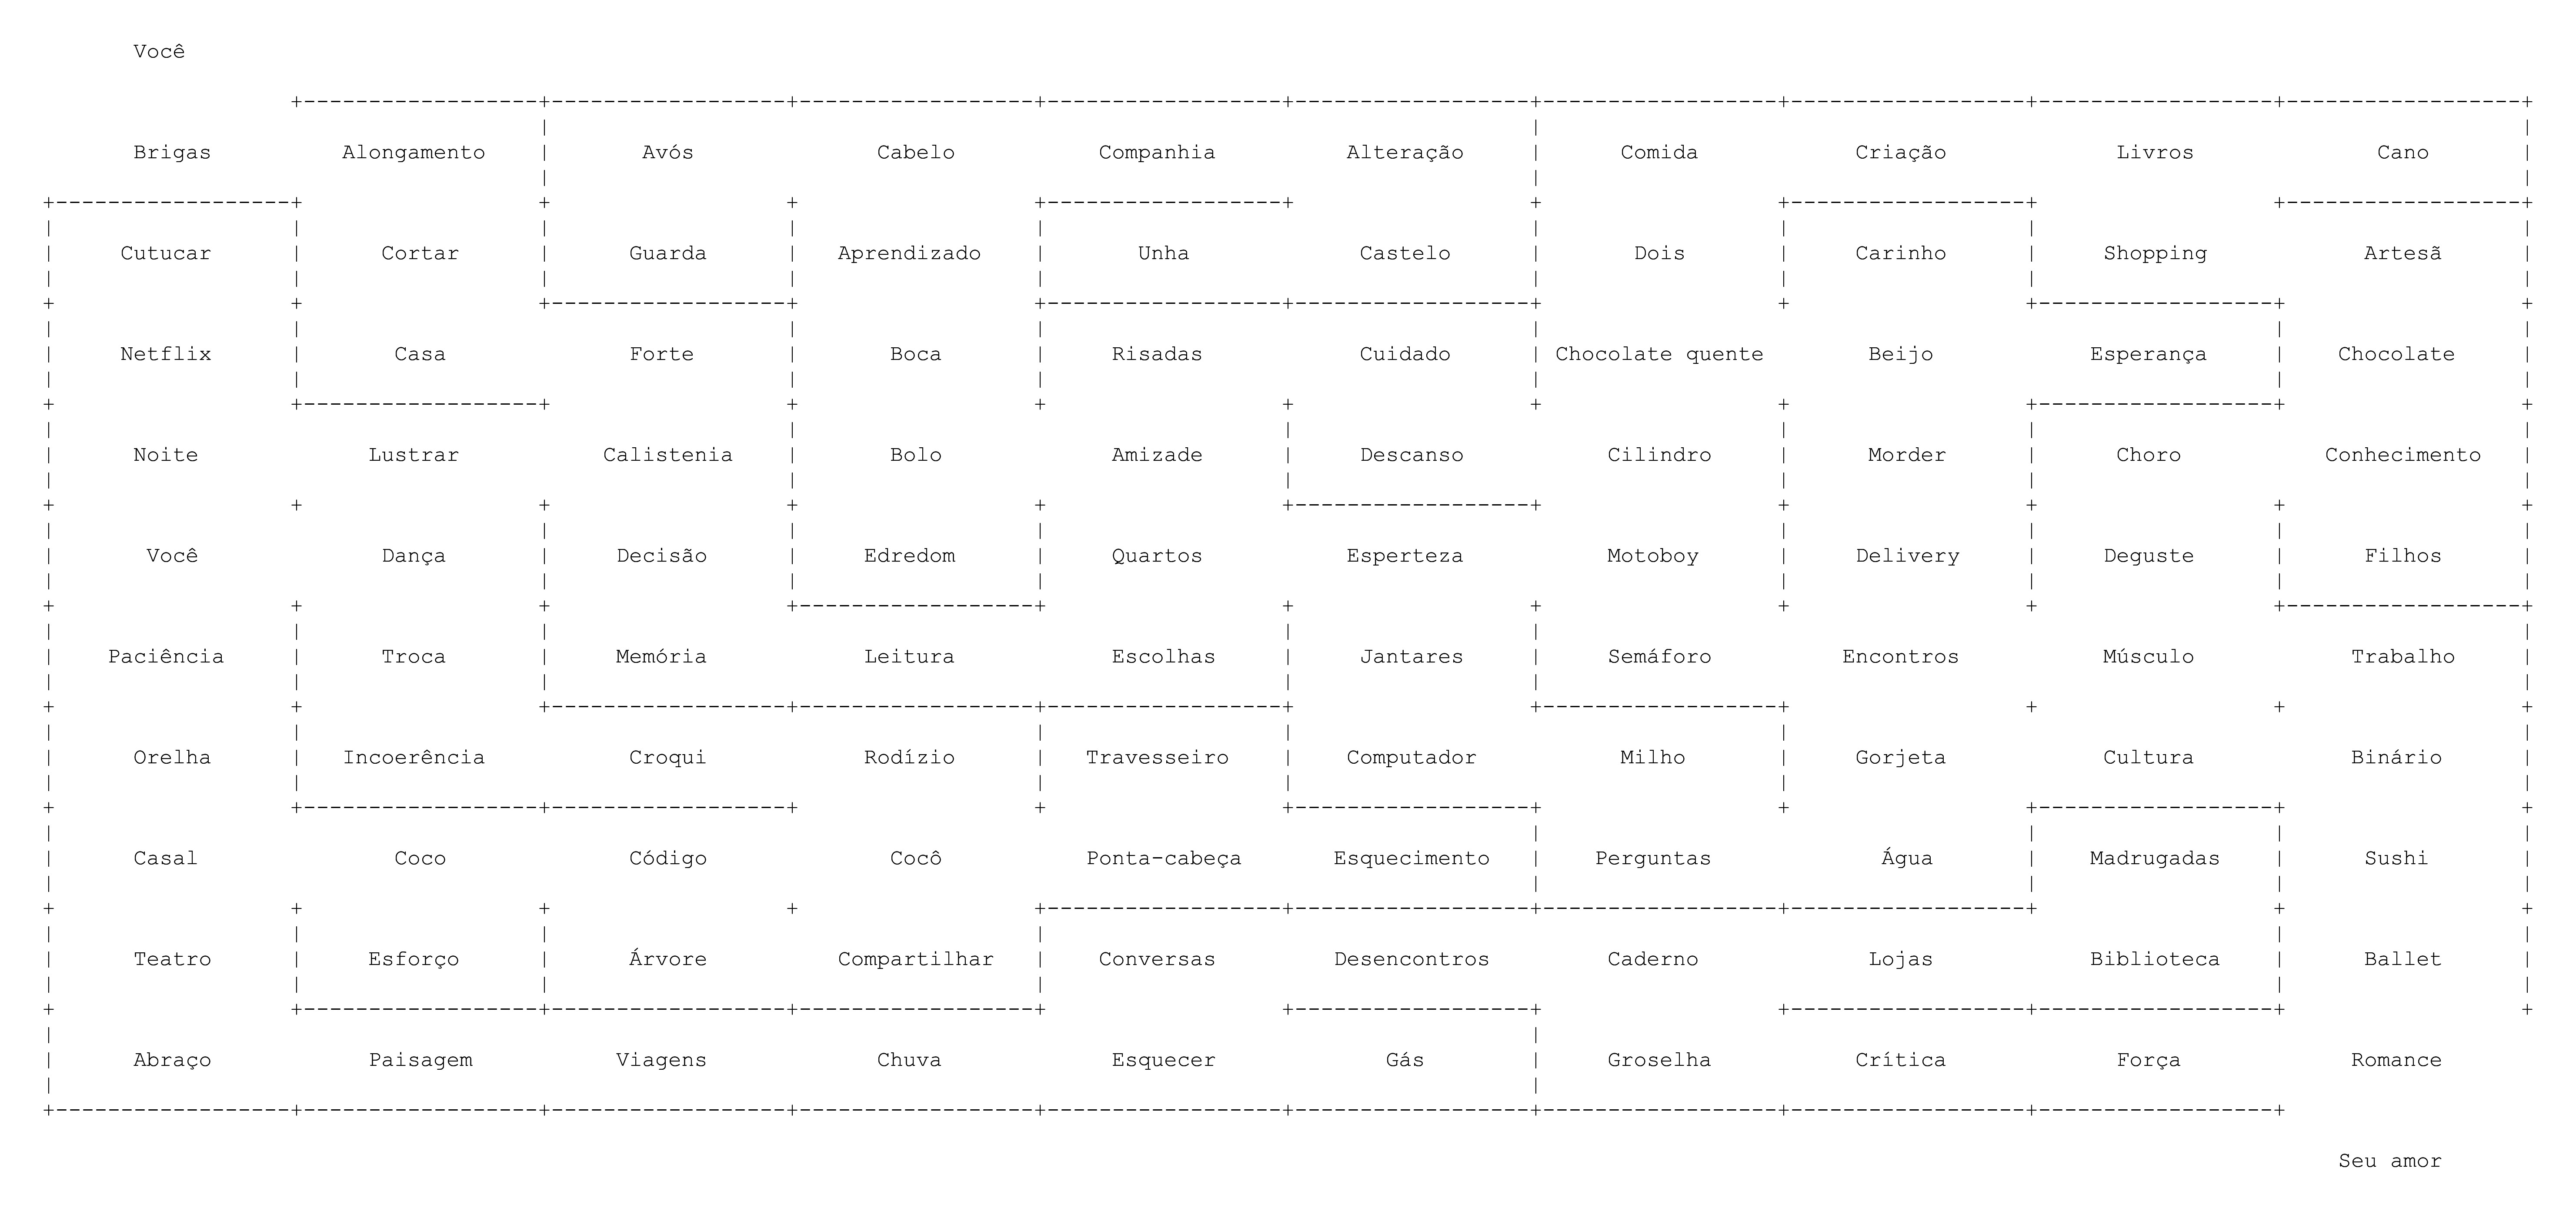 Você
Brigas Alongamento Avós Cabelo Companhia Alteração Comida Criação Livros Cano
Cutucar Cortar Guarda Aprendizado Unha Castelo Dois Carinho Shopping Artesã
Netflix Casa Forte Boca Risadas Cuidado Chocolate quente Beijo Esperança Chocolate
Noite Lustrar Calistenia Bolo Amizade Descanso Cilindro Morder Choro Conhecimento
Você Dança Decisão Edredom Quartos Esperteza Motoboy Delivery Deguste Filhos
Paciência Troca Memória Leitura Escolhas Jantares Semáforo Encontros Músculo Trabalho
Orelha Incoerência Croqui Rodízio Travesseiro Computador Milho Gorjeta Cultura Binário
Casal Coco Código Cocô Ponta-cabeça Esquecimento Perguntas Água Madrugadas Sushi
Teatro Esforço Árvore Compartilhar Conversas Desencontros Caderno Lojas Biblioteca Ballet
Abraço Paisagem Viagens Chuva Esquecer Gás Groselha Crítica Força Romance
Seu amor